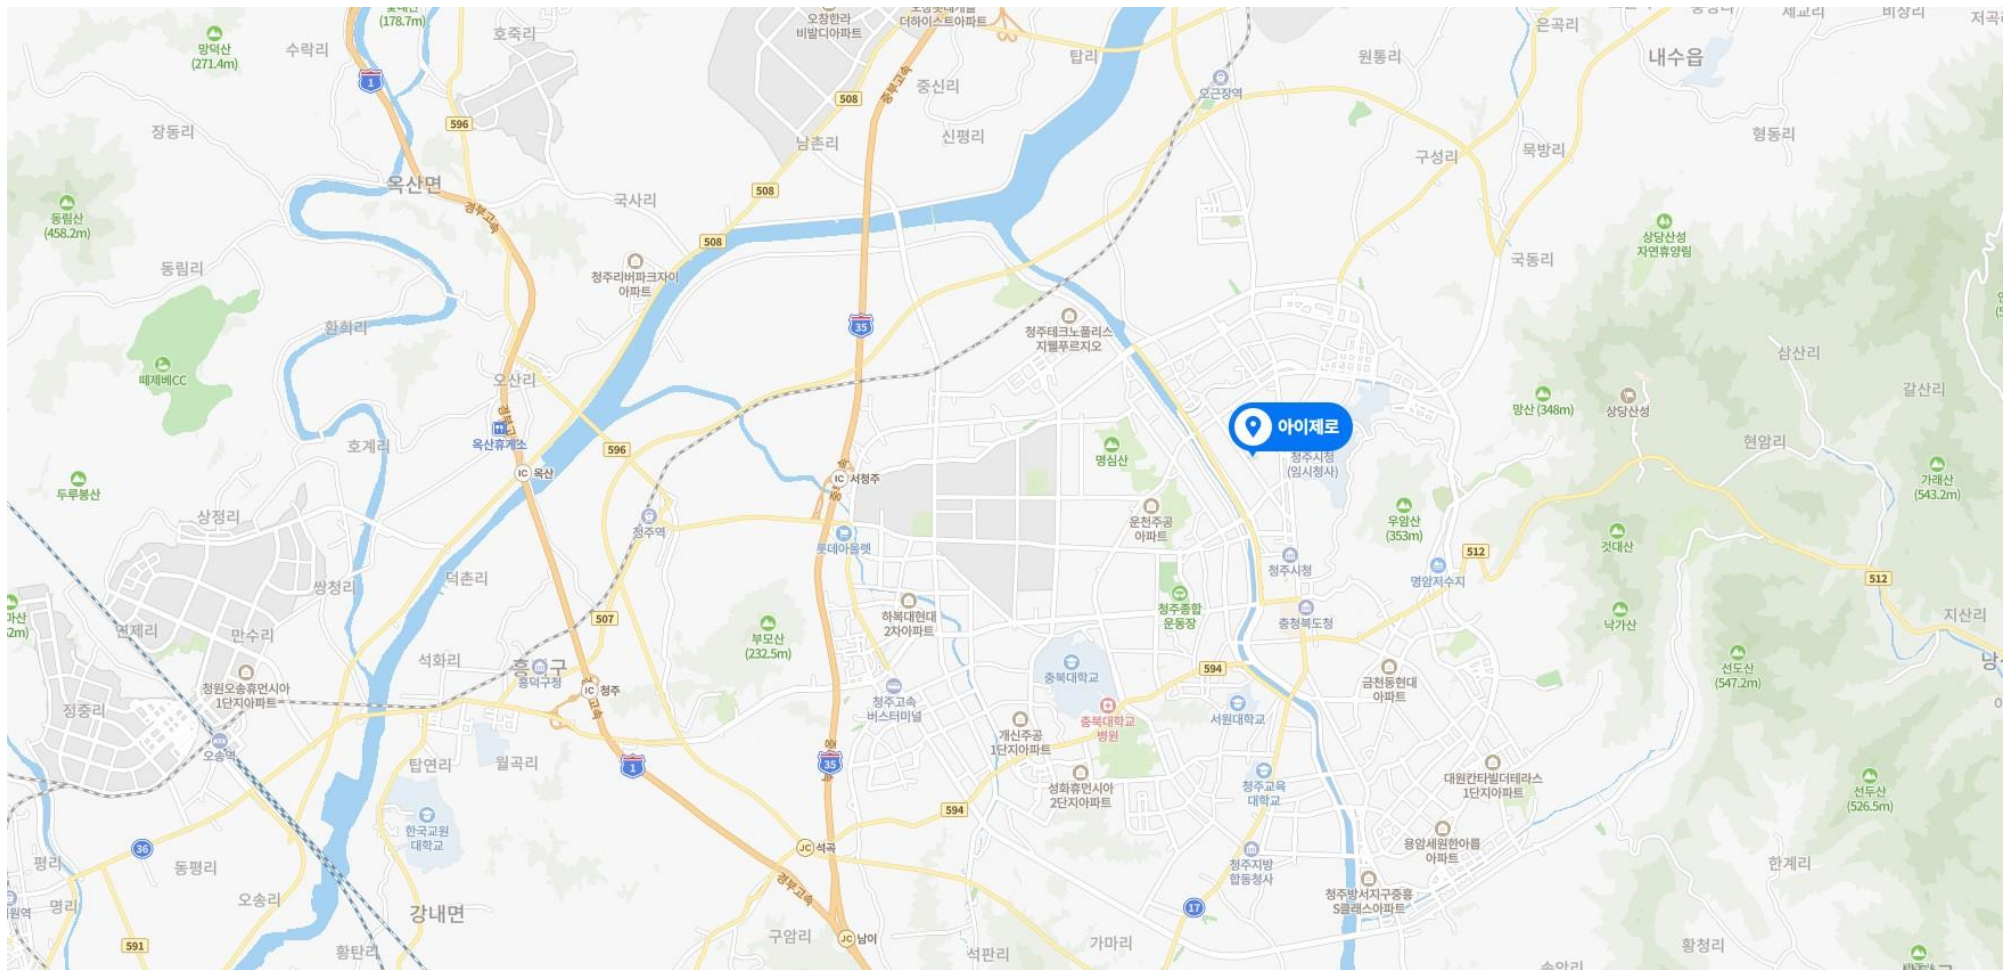 (178.7m)
오창한라
비발디아파트
더하이스트아파트
망덕산
(271.4m)
수락리
호죽리
탑리
원통리
은곡리
내수읍
세교리
비상리
저곡리
1
508
중부고속
중신리
오근장역
596
장동리
남촌리
신평리
구성리
묵방리
형동리
옥산면
508
국사리
경부고속
동림산
(458.2m)
508
상당산성
자연휴양림
동림리
국동리
청주리버파크자이
아파트
환희리
35
청주테크노폴리스
지웰푸르지오
떼제베CC
오산리
삼산리
갈산리
망산 (348m)
상당산성
아이제로
경부고속
옥산휴게소
호계리
596
명심산
청주시청
(임시청사)
현암리
IC 옥산
IC 서청주
두루봉산
가래산
(543.2m)
상정리
청주역
운천주공
아파트
우암산
(353m)
롯데아울렛
것대산
512
청주시청
명암저수지
512
쌍청리
덕촌리
하복대현대
2차아파트
청주종합
운동장
충청북도청
낙가산
지산리
마산
연제리
만수리
507
부모산
(232.5m)
석화리
흥덕구
흥덕구청
594
선도산
(547.2m)
충북대학교
금천동현대
아파트
청원오송휴먼시아
1단지아파트
IC 청주
정중리
청주고속
버스터미널
충북대학교
병원
서원대학교
개신주공
1단지아파트
오송역
탑연리
월곡리
1
35
성화휴먼시아
2단지아파트
청주교육
대학교
대원칸타빌더테라스
1단지아파트
선두산
(526.5m)
594
한국교원
대학교
36
JC 석곡
용암세원한아름
아파트
평리
동평리
청주지방
합동청사
한계리
경부고속
청주방서지구중흥
S클래스아파트
명리
오송리
강내면
17
591
황탄리
구암리
JC 남이
석판리
가마리
황청리
송암리